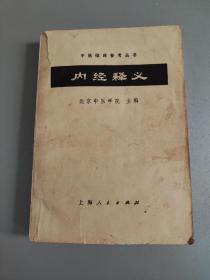 中医临床参考丛书
内经释义
北京中医学院 主编
上海人民出版社